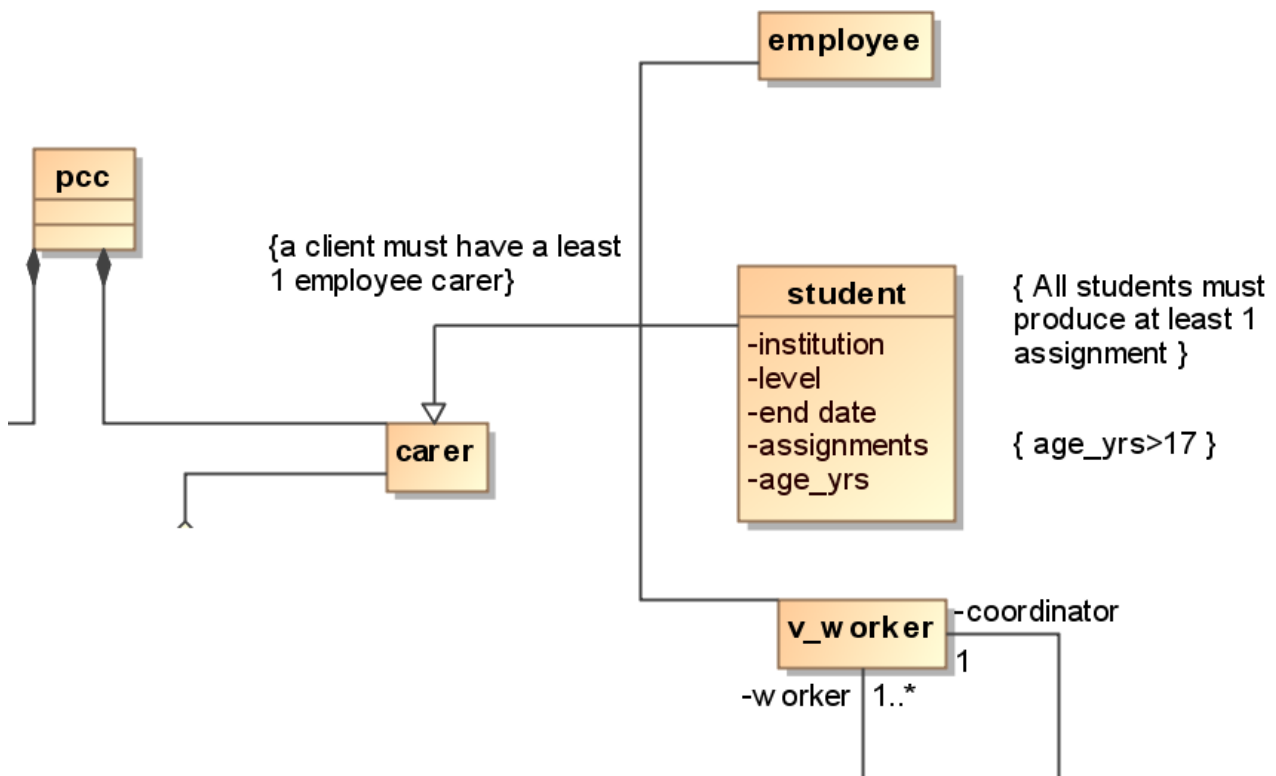 employee
pcc
{a client must have a least
1 employee carer}
student
-institution
-level
-end date
-assignments
-age_yrs
{ All students must
produce at least 1
assignment }
{ age_yrs>17 }
carer
v_worker
-coordinator
1
-worker
1..*